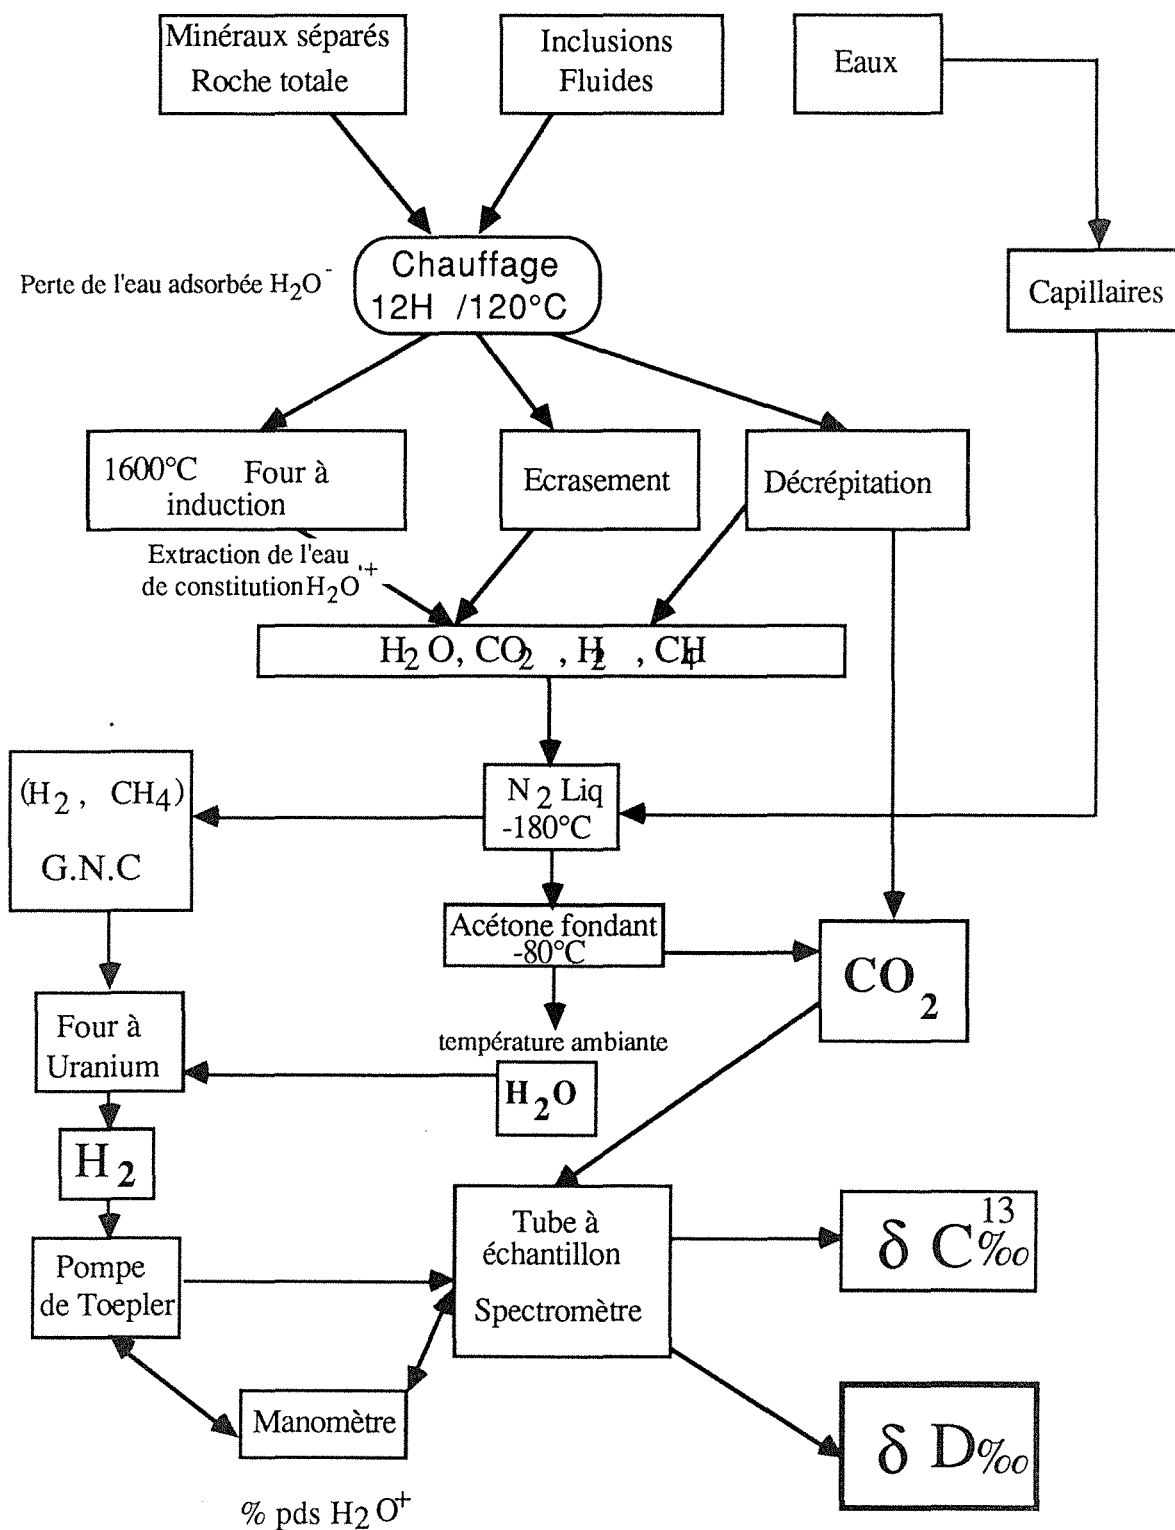 Minéraux séparés
Roche totale
Inclusions
Fluides
Eaux
Perte de l'eau adsorbée H₂O⁻
Chauffage
12H /120°C
Capillaires
1600°C Four à
induction
Ecrasement
Décrépitation
Extraction de l'eau
de constitution H₂O⁺
H₂O, CO₂ , H₂ , CH₄
(H₂ , CH₄)
G.N.C
N₂ Liq
-180°C
Acétone fondant
-80°C
CO₂
température ambiante
H₂O
Four à
Uranium
H₂
Pompe
de Toepler
Tube à
échantillon
Spectromètre
δ C¹³‰
Manomètre
δ D‰
% pds H₂O⁺